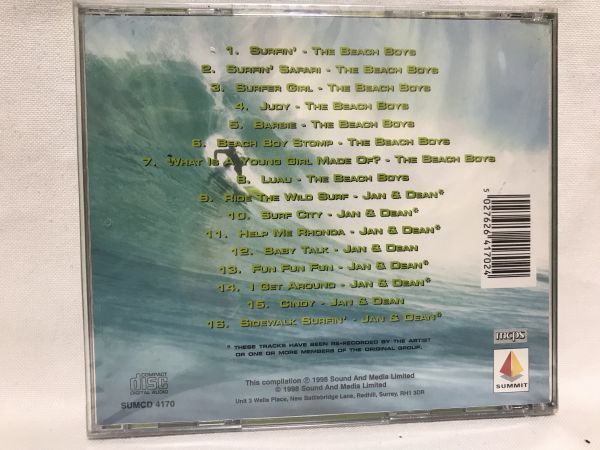 1. Surfin' - The Beach Boys
2. Surfin' Safari - The Beach Boys
3. Surfer Girl - The Beach Boys
4. Judy - The Beach Boys
5. Barbie - The Beach Boys
6. Beach Boy Stomp - The Beach Boys
7. What Is A Young Girl Made Of? - The Beach Boys
8. Luau - The Beach Boys
9. Ride The Wild Surf - Jan & Dean*
10. Surf City - Jan & Dean*
11. Help Me Rhonda - Jan & Dean*
12. Baby Talk - Jan & Dean
13. Fun Fun Fun - Jan & Dean*
14. I Get Around - Jan & Dean*
15. Cindy - Jan & Dean
16. Sidewalk Surfin' - Jan & Dean*
* These tracks have been re-recorded by the artist
or one or more members of the original group.
5 027626 417024
mcps
SUMMIT
COMPACT
disc
DIGITAL AUDIO
SUMCD 4170
This compilation ℗ 1998 Sound And Media Limited
© 1998 Sound And Media Limited
Unit 3 Wells Place, New Battlebridge Lane, Redhill, Surrey, RH1 3DR